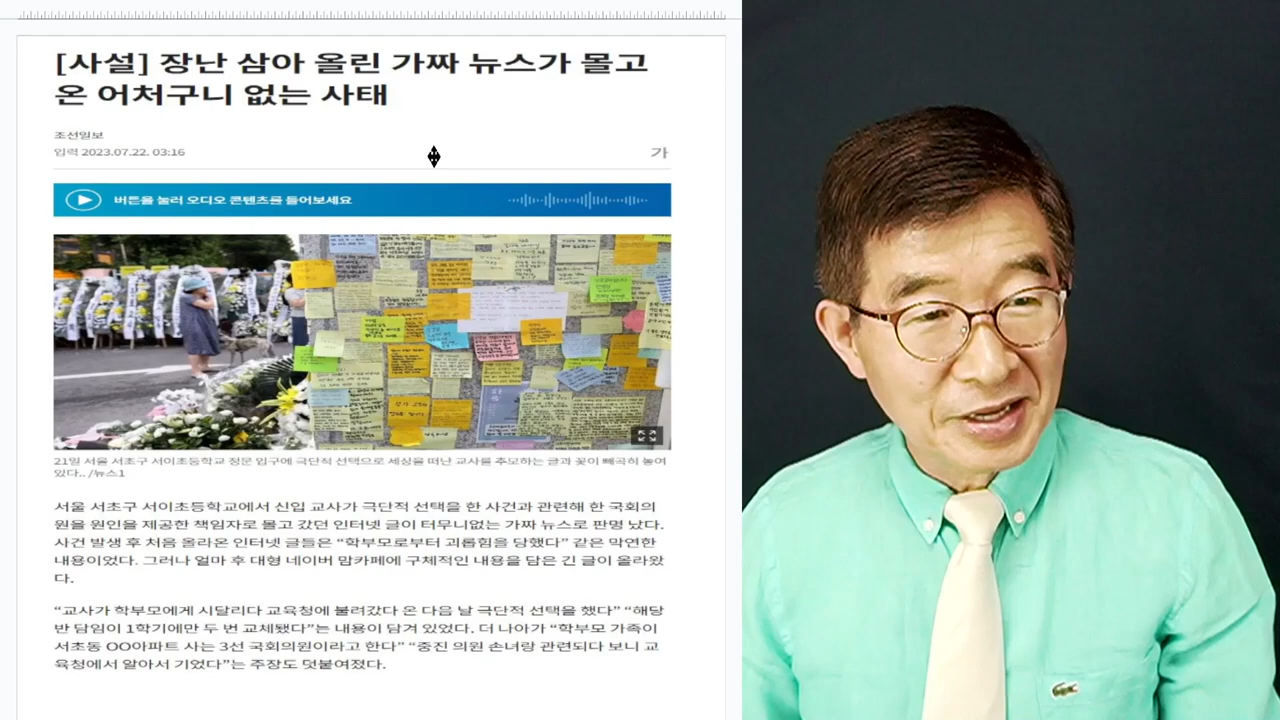 [사설] 장난 삼아 올린 가짜 뉴스가 몰고
온 어처구니 없는 사태
조선일보
입력 2023.07.22. 03:16
가
버튼을 눌러 오디오 콘텐츠를 들어보세요
21일 서울 서초구 서이초등학교 정문 입구에 극단적 선택으로 세상을 떠난 교사를 추모하는 글과 꽃이 빼곡히 놓여
있다.. /뉴스1
서울 서초구 서이초등학교에서 신입 교사가 극단적 선택을 한 사건과 관련해 한 국회의
원을 원인을 제공한 책임자로 몰고 갔던 인터넷 글이 터무니없는 가짜 뉴스로 판명 났다.
사건 발생 후 처음 올라온 인터넷 글들은 “학부모로부터 괴롭힘을 당했다” 같은 막연한
내용이었다. 그러나 얼마 후 대형 네이버 맘카페에 구체적인 내용을 담은 긴 글이 올라왔
다.
“교사가 학부모에게 시달리다 교육청에 불려갔다 온 다음 날 극단적 선택을 했다” “해당
반 담임이 1학기에만 두 번 교체됐다”는 내용이 담겨 있었다. 더 나아가 “학부모 가족이
서초동 OO아파트 사는 3선 국회의원이라고 한다” “중진 의원 손녀랑 관련되다 보니 교
육청에서 알아서 기었다”는 주장도 덧붙여졌다.